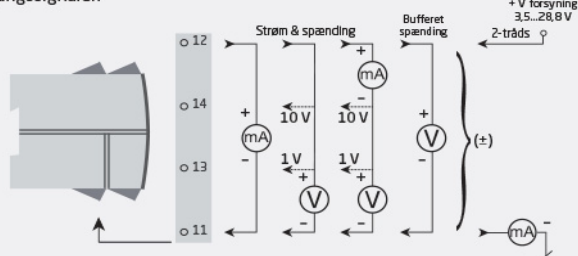 + V forsyning
3,5...28,8 V
Bufferet
spænding
Strøm & spænding
2-tråds
12
+
mA
-
14
+
10 V
10 V
+
mA
V
(±)
-
-
13
1 V
1 V
+
+
V
V
-
-
11
mA
-